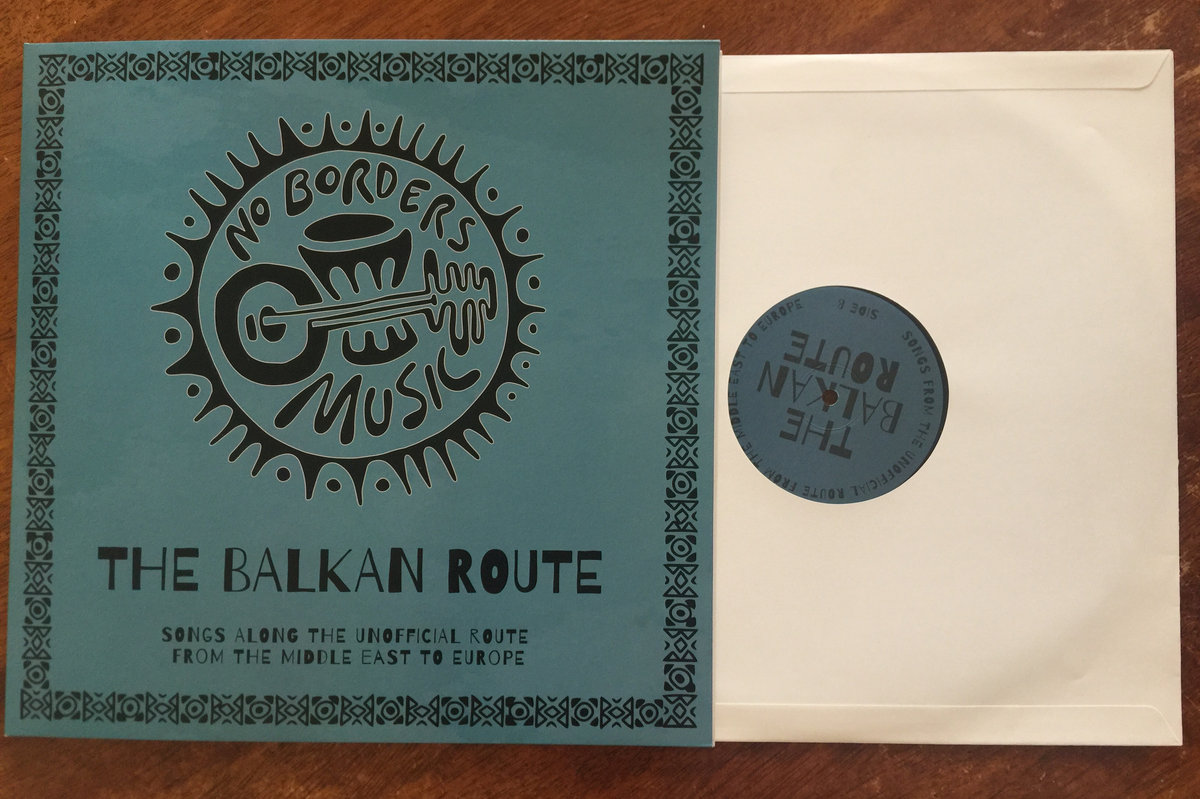 NO BORDERS
MUSIC
THE BALKAN ROUTE
SONGS ALONG THE UNOFFICIAL ROUTE
FROM THE MIDDLE EAST TO EUROPE
THE
BALKAN
ROUTE
SONGS FROM THE UNOFFICIAL ROUTE FROM THE MIDDLE EAST TO EUROPE
SIDE B